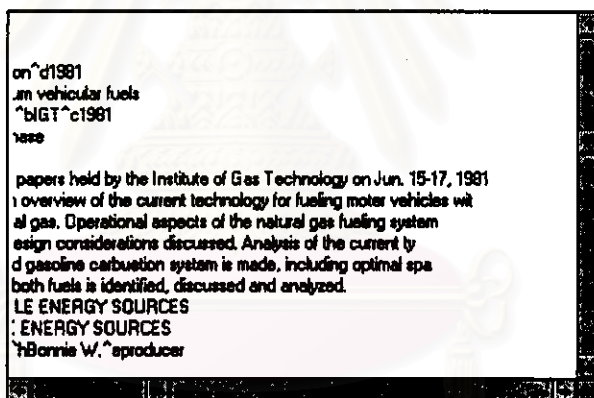 on^d1981
.m vehicular fuels
^bIGT^c1981
hase
papers held by the Institute of Gas Technology on Jun. 15-17, 1981
overview of the current technology for fueling moter vehicles wit
al gas. Operational aspects of the natural gas fueling system
esign considerations discussed. Analysis of the current ty
d gasoline carbuetion system is made, including optimal spa
both fuels is identified, discussed and analyzed.
LE ENERGY SOURCES
ENERGY SOURCES
^hBonnie W.^eproducer